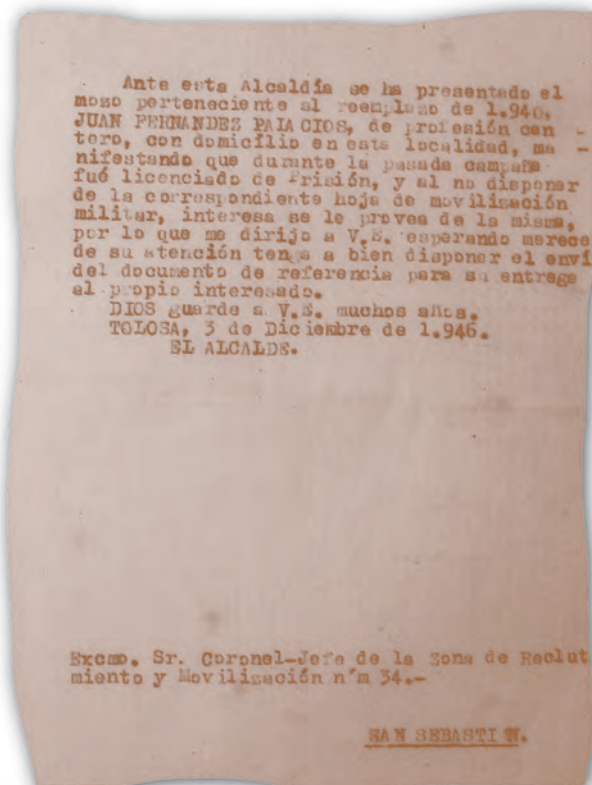 Ante esta Alcaldía se ha presentado el
mozo perteneciente al reemplazo de 1.940,
JUAN FERNANDEZ PALACIOS, de profesión can -
tero, con domicilio en esta localidad, ma -
nifestando que durante la pasada campaña
fué licenciado de Prisión, y al no disponer
de la correspondiente hoja de movilización
militar, interesa se le provea de la misma,
por lo que me dirijo a V.E. esperando merece
de su atención tenga a bien disponer el enví
del documento de referencia para su entrega
al propio interesado.
DIOS guarde a V.E. muchos años.
TOLOSA, 3 de Diciembre de 1.946.
EL ALCALDE.
Excmo. Sr. Coronel-Jefe de la Zona de Reclut
miento y Movilización n'm 34.-
SAN SEBASTI N.